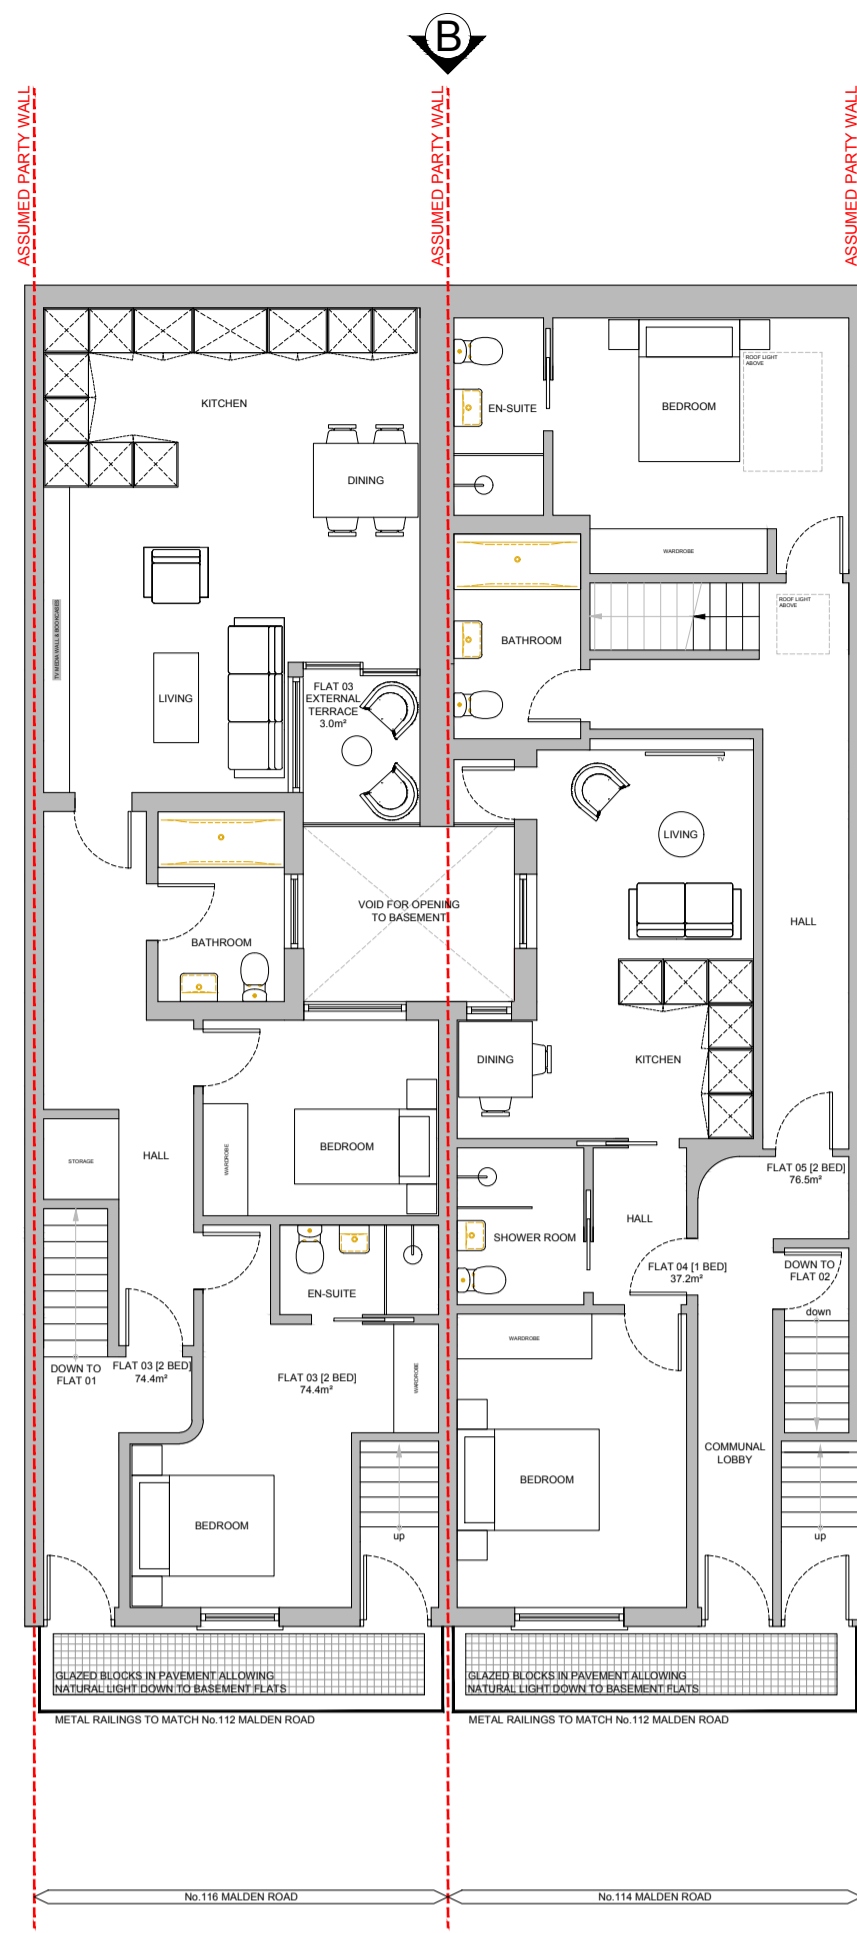 B
ASSUMED PARTY WALL
ASSUMED PARTY WALL
ASSUMED PARTY WALL
KITCHEN
DINING
TV MEDIA WALL & BOOKCASES
LIVING
FLAT 03
EXTERNAL
TERRACE
3.0m²
EN-SUITE
BEDROOM
ROOF LIGHT
ABOVE
WARDROBE
ROOF LIGHT
ABOVE
BATHROOM
TV
LIVING
VOID FOR OPENING
TO BASEMENT
HALL
BATHROOM
DINING
KITCHEN
BEDROOM
WARDROBE
STORAGE
HALL
FLAT 05 [2 BED]
76.5m²
SHOWER ROOM
HALL
FLAT 04 [1 BED]
37.2m²
DOWN TO
FLAT 02
down
EN-SUITE
WARDROBE
WARDROBE
DOWN TO
FLAT 01
FLAT 03 [2 BED]
74.4m²
FLAT 03 [2 BED]
74.4m²
COMMUNAL
LOBBY
BEDROOM
BEDROOM
up
up
GLAZED BLOCKS IN PAVEMENT ALLOWING
NATURAL LIGHT DOWN TO BASEMENT FLATS
GLAZED BLOCKS IN PAVEMENT ALLOWING
NATURAL LIGHT DOWN TO BASEMENT FLATS
METAL RAILINGS TO MATCH No.112 MALDEN ROAD
METAL RAILINGS TO MATCH No.112 MALDEN ROAD
No.116 MALDEN ROAD
No.114 MALDEN ROAD